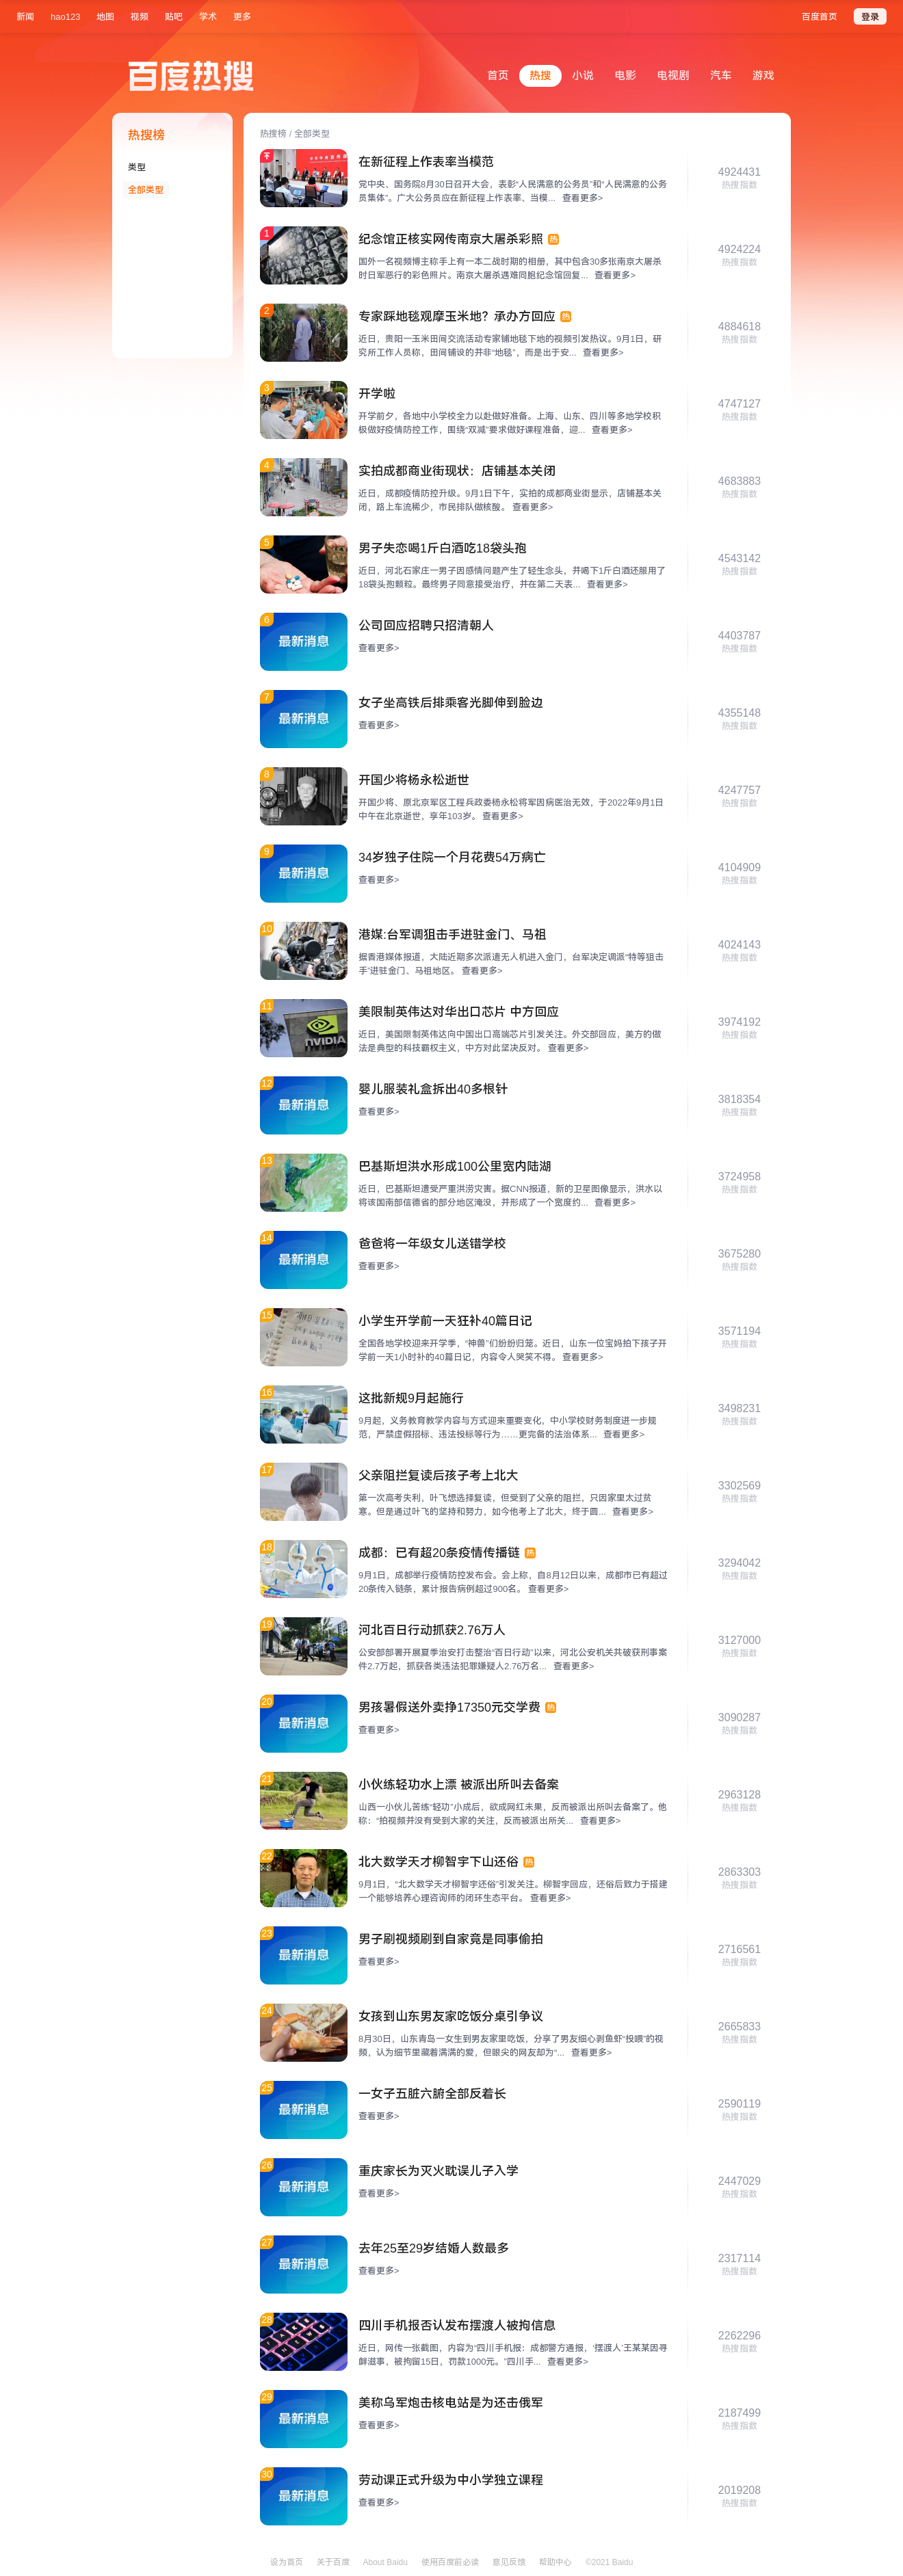 新闻 hao123 地图 视频 贴吧 学术 更多 百度首页 登录
百度热搜
首页 热搜 小说 电影 电视剧 汽车 游戏
热搜榜
类型
全部类型
热搜榜 / 全部类型
在新征程上作表率当模范
党中央、国务院8月30日召开大会，表彰“人民满意的公务员”和“人民满意的公务
员集体”。广大公务员应在新征程上作表率、当模... 查看更多>
4924431
热搜指数
1
纪念馆正核实网传南京大屠杀彩照 热
国外一名视频博主称手上有一本二战时期的相册，其中包含30多张南京大屠杀
时日军恶行的彩色照片。南京大屠杀遇难同胞纪念馆回复... 查看更多>
4924224
热搜指数
2
专家踩地毯观摩玉米地？承办方回应 热
近日，贵阳一玉米田间交流活动专家铺地毯下地的视频引发热议。9月1日，研
究所工作人员称，田间铺设的并非“地毯”，而是出于安... 查看更多>
4884618
热搜指数
3
开学啦
开学前夕，各地中小学校全力以赴做好准备。上海、山东、四川等多地学校积
极做好疫情防控工作，围绕“双减”要求做好课程准备，迎... 查看更多>
4747127
热搜指数
4
实拍成都商业街现状：店铺基本关闭
近日，成都疫情防控升级。9月1日下午，实拍的成都商业街显示，店铺基本关
闭，路上车流稀少，市民排队做核酸。 查看更多>
4683883
热搜指数
5
男子失恋喝1斤白酒吃18袋头孢
近日，河北石家庄一男子因感情问题产生了轻生念头，并喝下1斤白酒还服用了
18袋头孢颗粒。最终男子同意接受治疗，并在第二天表... 查看更多>
4543142
热搜指数
6
最新消息
公司回应招聘只招清朝人
查看更多>
4403787
热搜指数
7
最新消息
女子坐高铁后排乘客光脚伸到脸边
查看更多>
4355148
热搜指数
8
开国少将杨永松逝世
开国少将、原北京军区工程兵政委杨永松将军因病医治无效，于2022年9月1日
中午在北京逝世，享年103岁。 查看更多>
4247757
热搜指数
9
最新消息
34岁独子住院一个月花费54万病亡
查看更多>
4104909
热搜指数
10
港媒:台军调狙击手进驻金门、马祖
据香港媒体报道，大陆近期多次派遣无人机进入金门，台军决定调派“特等狙击
手”进驻金门、马祖地区。 查看更多>
4024143
热搜指数
11
NVIDIA
美限制英伟达对华出口芯片 中方回应
近日，美国限制英伟达向中国出口高端芯片引发关注。外交部回应，美方的做
法是典型的科技霸权主义，中方对此坚决反对。 查看更多>
3974192
热搜指数
12
最新消息
婴儿服装礼盒拆出40多根针
查看更多>
3818354
热搜指数
13
巴基斯坦洪水形成100公里宽内陆湖
近日，巴基斯坦遭受严重洪涝灾害。据CNN报道，新的卫星图像显示，洪水以
将该国南部信德省的部分地区淹没，并形成了一个宽度约... 查看更多>
3724958
热搜指数
14
最新消息
爸爸将一年级女儿送错学校
查看更多>
3675280
热搜指数
15
小学生开学前一天狂补40篇日记
全国各地学校迎来开学季，“神兽”们纷纷归笼。近日，山东一位宝妈拍下孩子开
学前一天1小时补的40篇日记，内容令人哭笑不得。 查看更多>
3571194
热搜指数
16
这批新规9月起施行
9月起，义务教育教学内容与方式迎来重要变化，中小学校财务制度进一步规
范，严禁虚假招标、违法投标等行为……更完备的法治体系... 查看更多>
3498231
热搜指数
17
父亲阻拦复读后孩子考上北大
第一次高考失利，叶飞想选择复读，但受到了父亲的阻拦，只因家里太过贫
寒。但是通过叶飞的坚持和努力，如今他考上了北大，终于圆... 查看更多>
3302569
热搜指数
18
成都：已有超20条疫情传播链 热
9月1日，成都举行疫情防控发布会。会上称，自8月12日以来，成都市已有超过
20条传入链条，累计报告病例超过900名。 查看更多>
3294042
热搜指数
19
河北百日行动抓获2.76万人
公安部部署开展夏季治安打击整治“百日行动”以来，河北公安机关共破获刑事案
件2.7万起，抓获各类违法犯罪嫌疑人2.76万名... 查看更多>
3127000
热搜指数
20
最新消息
男孩暑假送外卖挣17350元交学费 热
查看更多>
3090287
热搜指数
21
小伙练轻功水上漂 被派出所叫去备案
山西一小伙儿苦练“轻功”小成后，欲成网红未果，反而被派出所叫去备案了。他
称：“拍视频并没有受到大家的关注，反而被派出所关... 查看更多>
2963128
热搜指数
22
北大数学天才柳智宇下山还俗 热
9月1日，“北大数学天才柳智宇还俗”引发关注。柳智宇回应，还俗后致力于搭建
一个能够培养心理咨询师的闭环生态平台。 查看更多>
2863303
热搜指数
23
最新消息
男子刷视频刷到自家竟是同事偷拍
查看更多>
2716561
热搜指数
24
女孩到山东男友家吃饭分桌引争议
8月30日，山东青岛一女生到男友家里吃饭，分享了男友细心剥鱼虾“投喂”的视
频，认为细节里藏着满满的爱，但眼尖的网友却为“... 查看更多>
2665833
热搜指数
25
最新消息
一女子五脏六腑全部反着长
查看更多>
2590119
热搜指数
26
最新消息
重庆家长为灭火耽误儿子入学
查看更多>
2447029
热搜指数
27
最新消息
去年25至29岁结婚人数最多
查看更多>
2317114
热搜指数
28
四川手机报否认发布摆渡人被拘信息
近日，网传一张截图，内容为“四川手机报：成都警方通报，‘摆渡人’王某某因寻
衅滋事，被拘留15日，罚款1000元。”四川手... 查看更多>
2262296
热搜指数
29
最新消息
美称乌军炮击核电站是为还击俄军
查看更多>
2187499
热搜指数
30
最新消息
劳动课正式升级为中小学独立课程
查看更多>
2019208
热搜指数
设为首页 关于百度 About Baidu 使用百度前必读 意见反馈 帮助中心 ©2021 Baidu